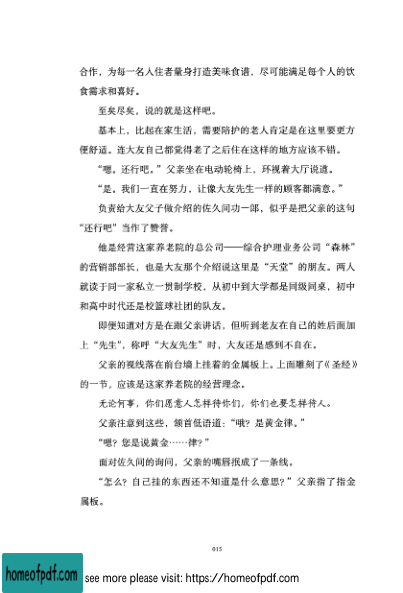 合作，为每一名入住者量身打造美味食谱，尽可能满足每个人的饮
食需求和喜好。
至矣尽矣，说的就是这样吧。
基本上，比起在家生活，需要陪护的老人肯定是在这里要更方
便舒适。连大友自己都觉得老了之后住在这样的地方应该不错。
“嗯。还行吧。”父亲坐在电动轮椅上，环视着大厅说道。
“是。我们一直在努力，让像大友先生一样的顾客都满意。”
负责给大友父子做介绍的佐久间功一郎，似乎是把父亲的这句
“还行吧”当作了赞誉。
他是经营这家养老院的总公司——综合护理业务公司“森林”
的营销部部长，也是大友那个介绍说这里是“天堂”的朋友。两人
就读于同一家私立一贯制学校，从初中到大学都是同级同桌，初中
和高中时代还是校篮球社团的队友。
即便知道对方是在跟父亲讲话，但听到老友在自己的姓后面加
上“先生”，称呼“大友先生”时，大友还是感到不自在。
父亲的视线落在前台墙上挂着的金属板上。上面雕刻了《圣经》
的一节，应该是这家养老院的经营理念。
无论何事，你们愿意人怎样待你们，你们也要怎样待人。
父亲注意到这些，颔首低语道：“哦？是黄金律。”
“嗯？您是说黄金……律？”
面对佐久间的询问，父亲的嘴唇抿成了一条线。
“怎么？自己挂的东西还不知道是什么意思？”父亲指了指金
属板。
015
homeofpdf.com
see more please visit: https://homeofpdf.com